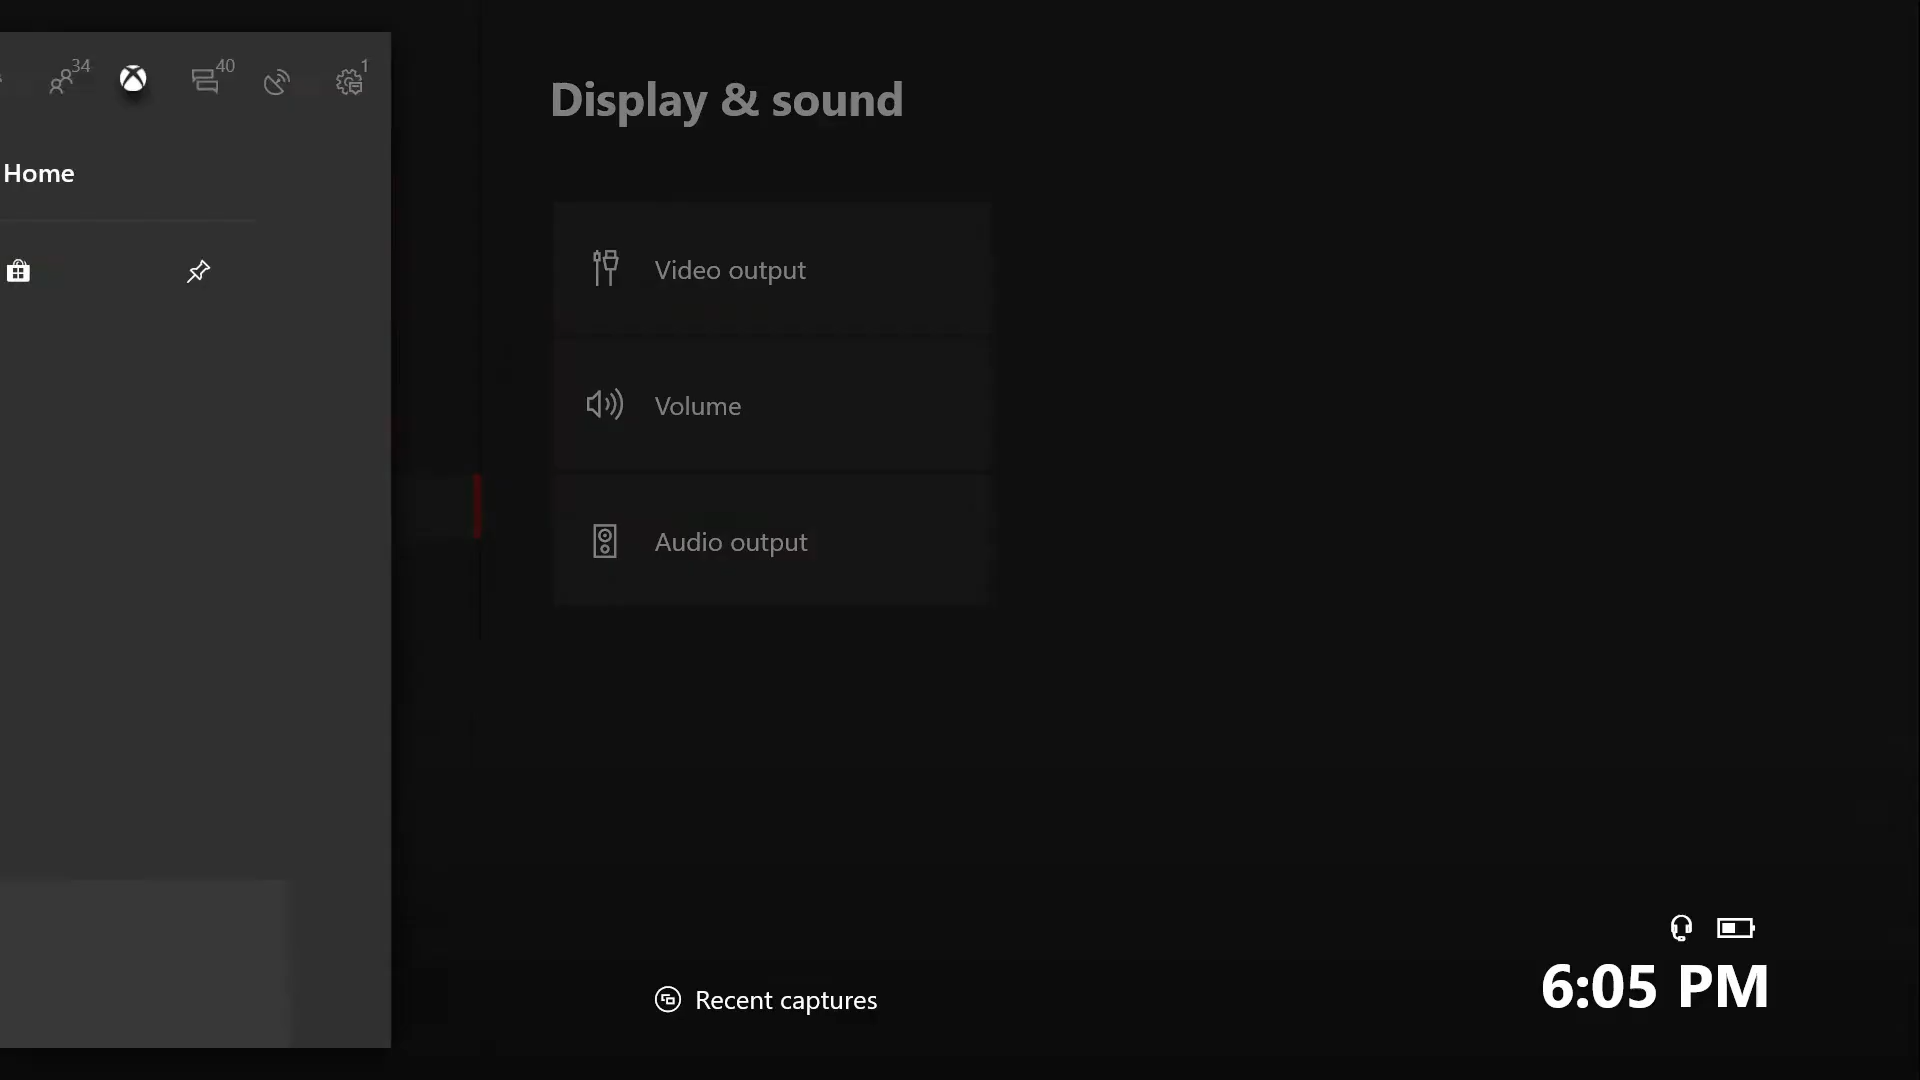 34
40
1
Home
Display & sound
Video output
Volume
Audio output
Recent captures
6:05 PM